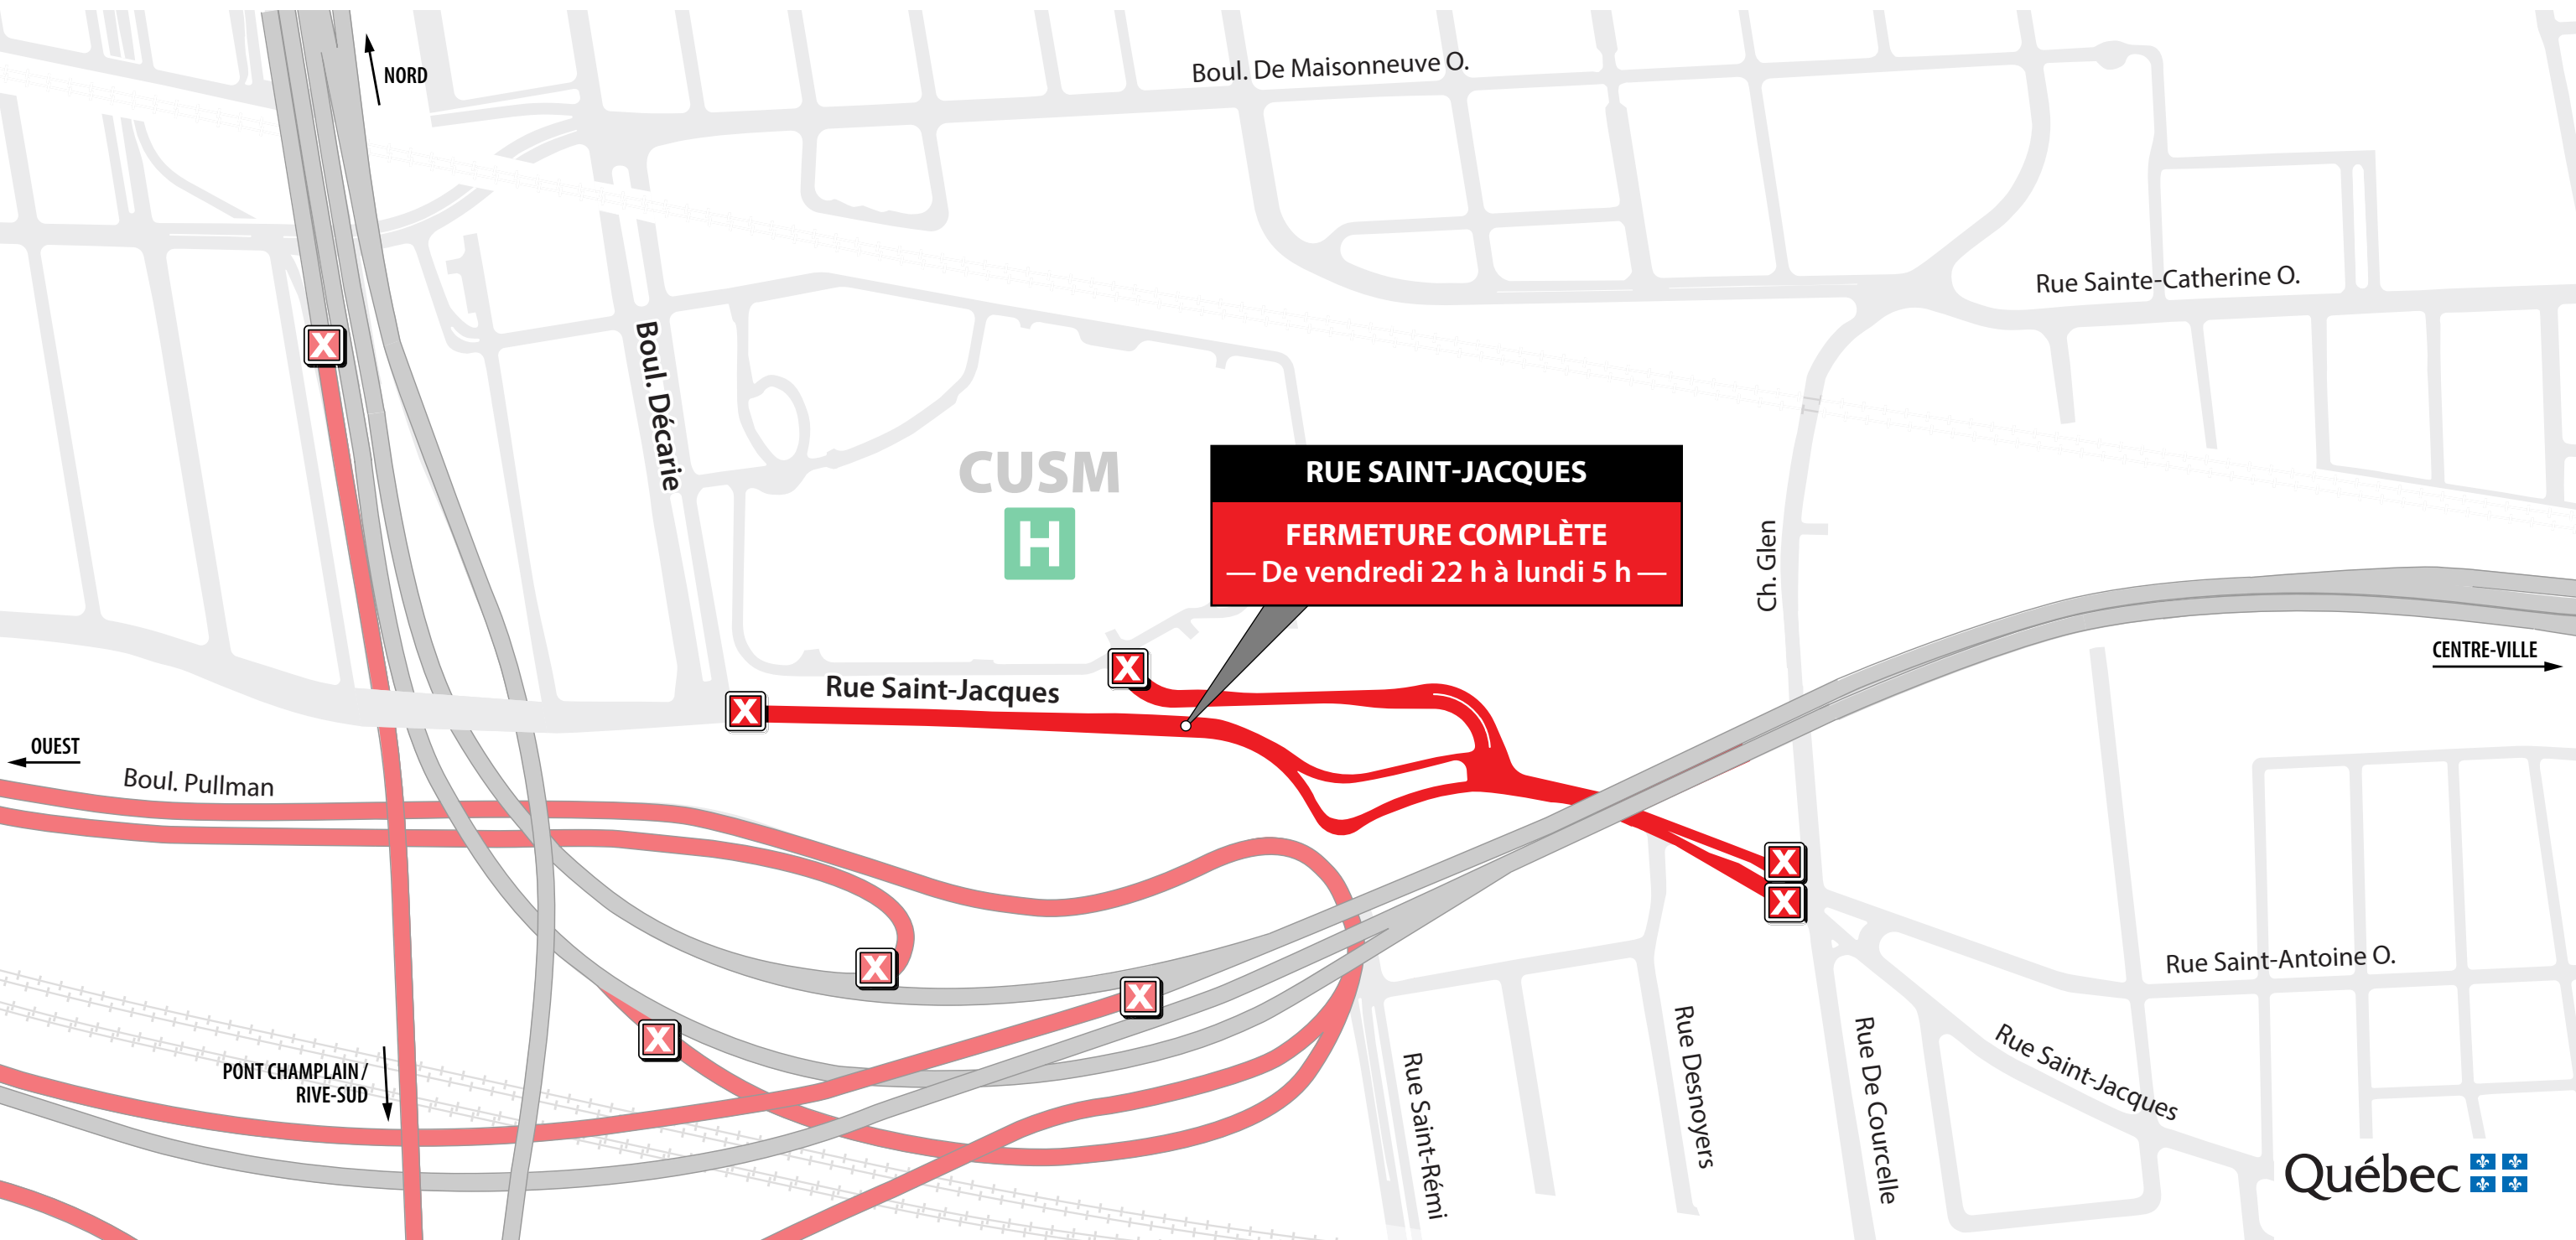 NORD
Boul. De Maisonneuve O.
Rue Sainte-Catherine O.
X
Boul. Décarie
CUSM
H
RUE SAINT-JACQUES
FERMETURE COMPLÈTE
— De vendredi 22 h à lundi 5 h —
Ch. Glen
CENTRE-VILLE
X
Rue Saint-Jacques
X
OUEST
Boul. Pullman
X
X
X
X
X
Rue Saint-Antoine O.
PONT CHAMPLAIN /
RIVE-SUD
Rue Saint-Rémi
Rue Desnoyers
Rue De Courcelle
Rue Saint-Jacques
Québec